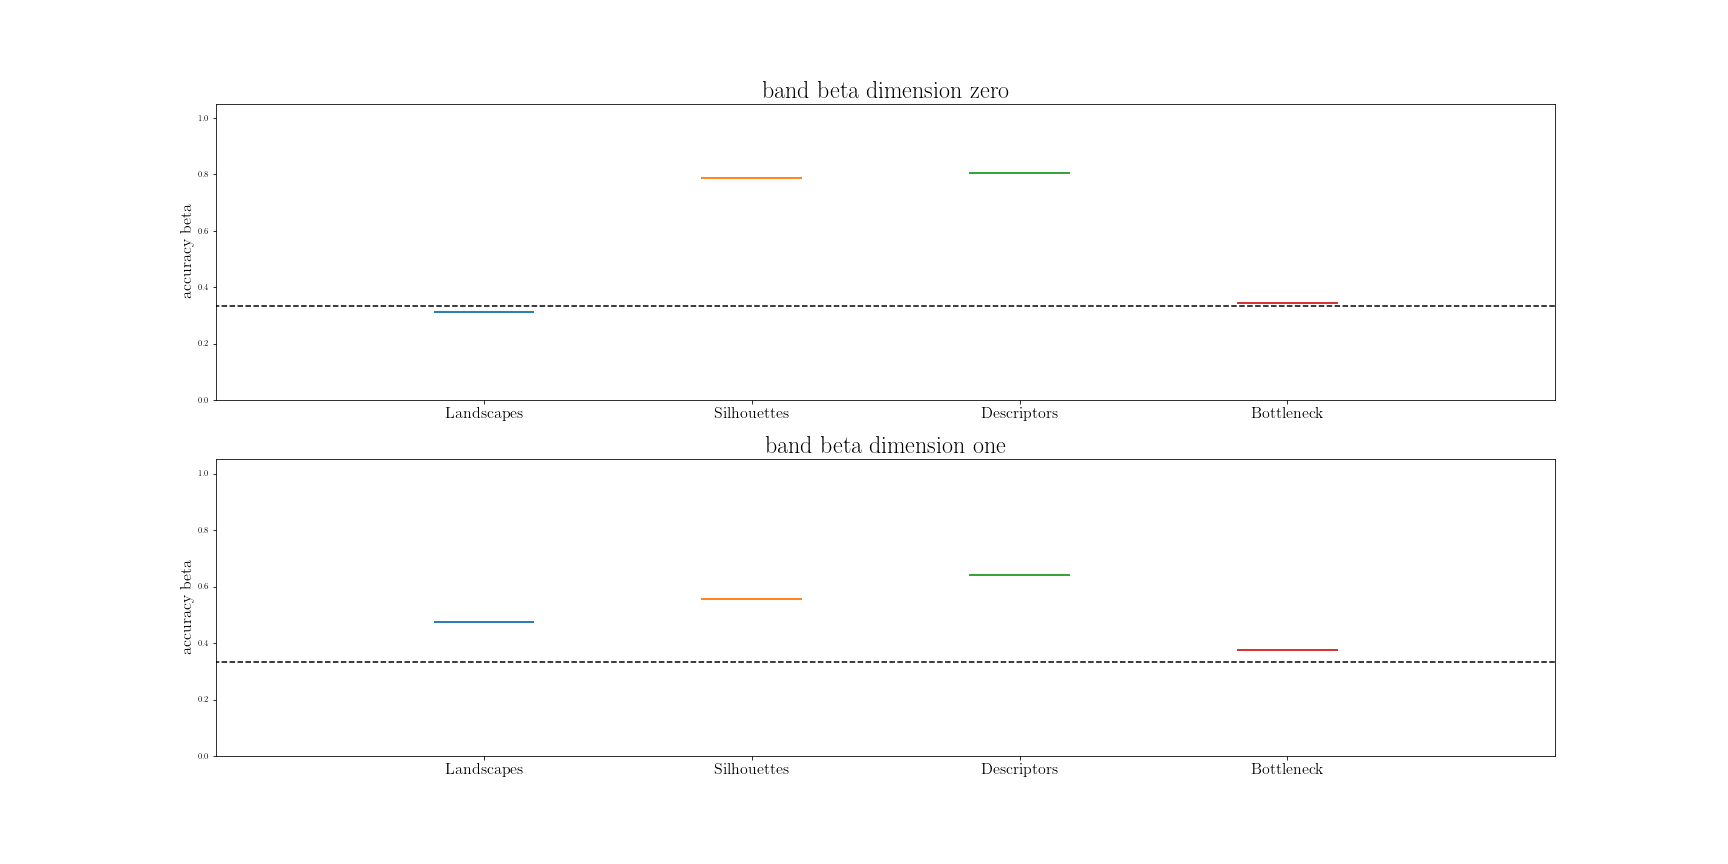 band beta dimension zero
accuracy beta
1.0
0.8
0.6
0.4
0.2
0.0
Landscapes Silhouettes Descriptors Bottleneck
band beta dimension one
accuracy beta
1.0
0.8
0.6
0.4
0.2
0.0
Landscapes Silhouettes Descriptors Bottleneck